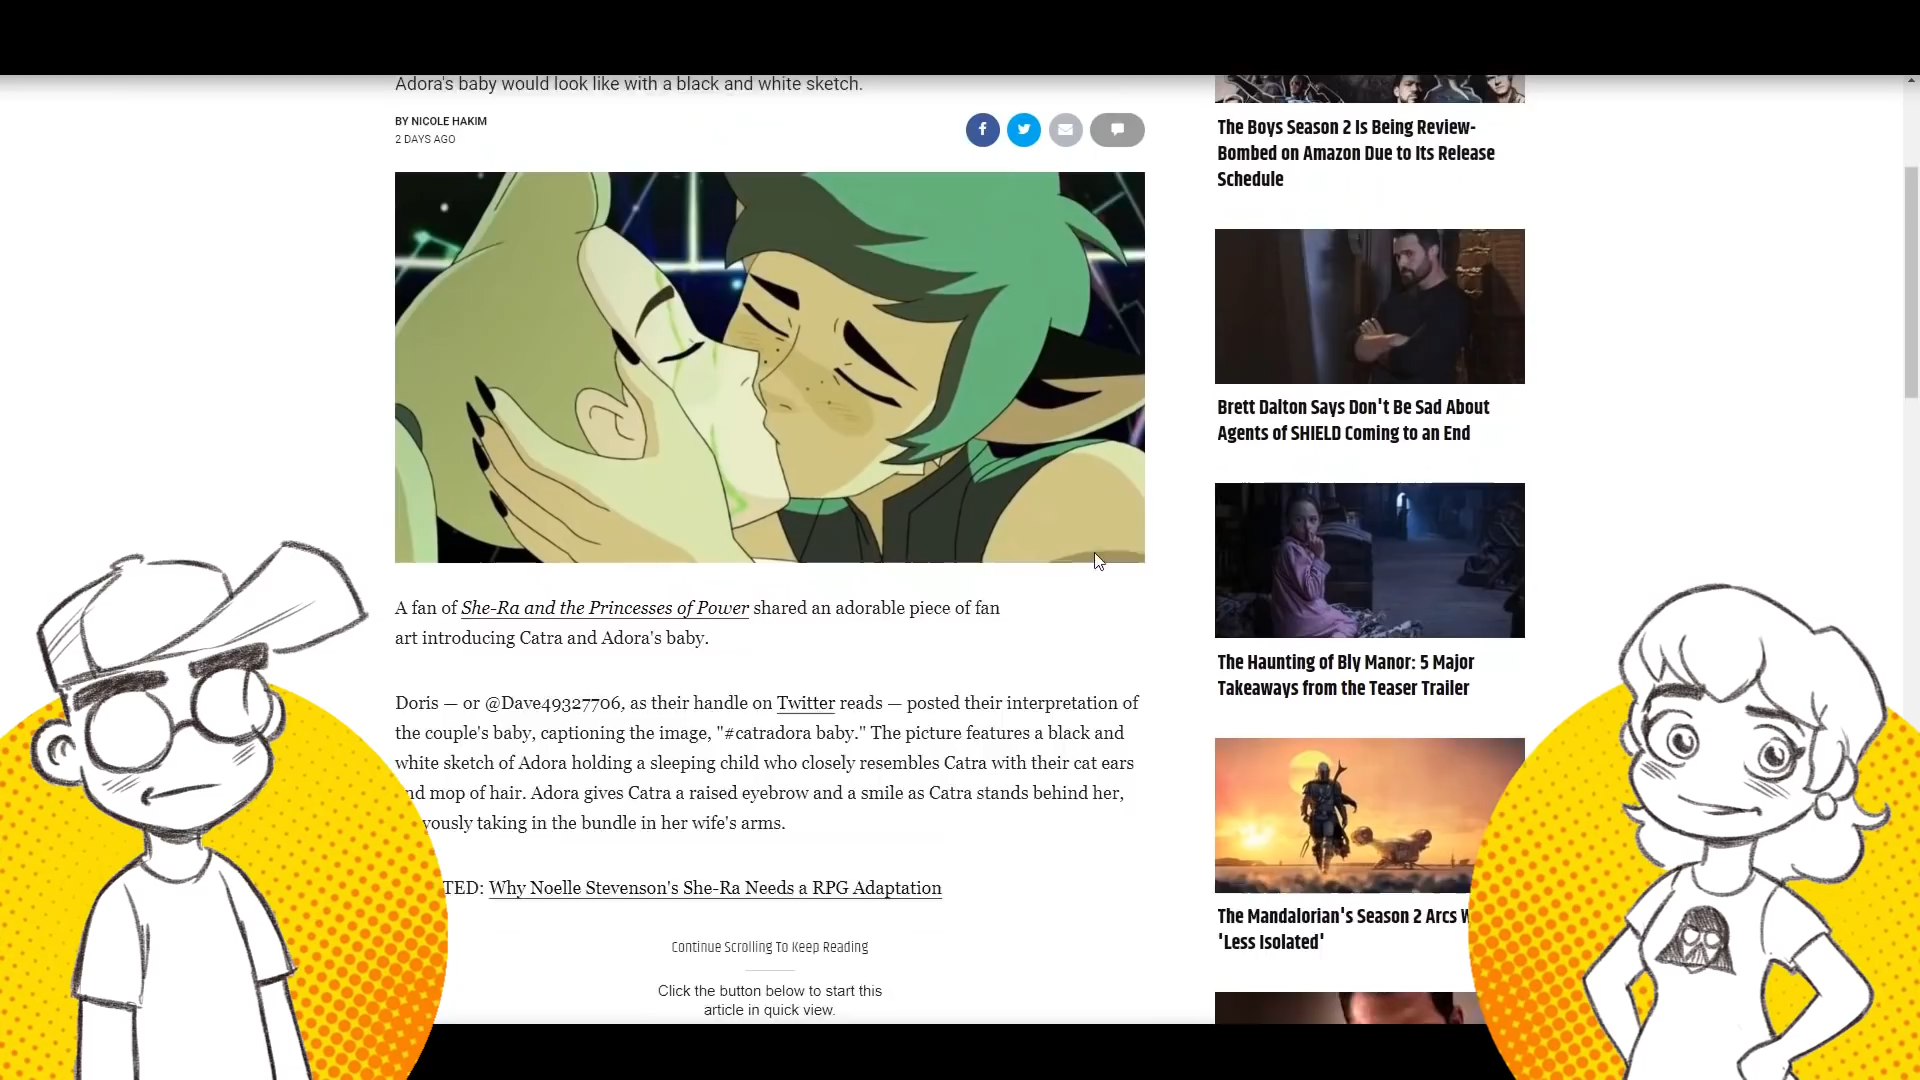 Adora's baby would look like with a black and white sketch.
BY NICOLE HAKIM
2 DAYS AGO
A fan of She-Ra and the Princesses of Power shared an adorable piece of fan
art introducing Catra and Adora's baby.
Doris — or @Dave49327706, as their handle on Twitter reads — posted their interpretation of
the couple's baby, captioning the image, "#catradora baby." The picture features a black and
white sketch of Adora holding a sleeping child who closely resembles Catra with their cat ears
nd mop of hair. Adora gives Catra a raised eyebrow and a smile as Catra stands behind her,
yously taking in the bundle in her wife's arms.
TED: Why Noelle Stevenson's She-Ra Needs a RPG Adaptation
Continue Scrolling To Keep Reading
Click the button below to start this
article in quick view.
The Boys Season 2 Is Being Review-
Bombed on Amazon Due to Its Release
Schedule
Brett Dalton Says Don't Be Sad About
Agents of SHIELD Coming to an End
The Haunting of Bly Manor: 5 Major
Takeaways from the Teaser Trailer
The Mandalorian's Season 2 Arcs W
'Less Isolated'